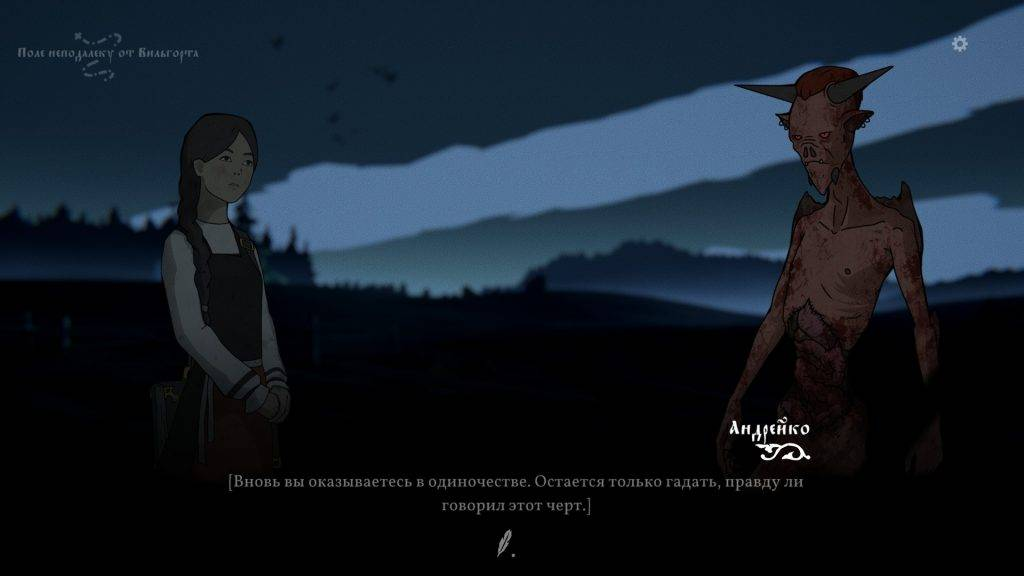 Поле неподалеку от Вильгорта
Андрейко
[Вновь вы оказываетесь в одиночестве. Остается только гадать, правду ли
говорил этот черт.]